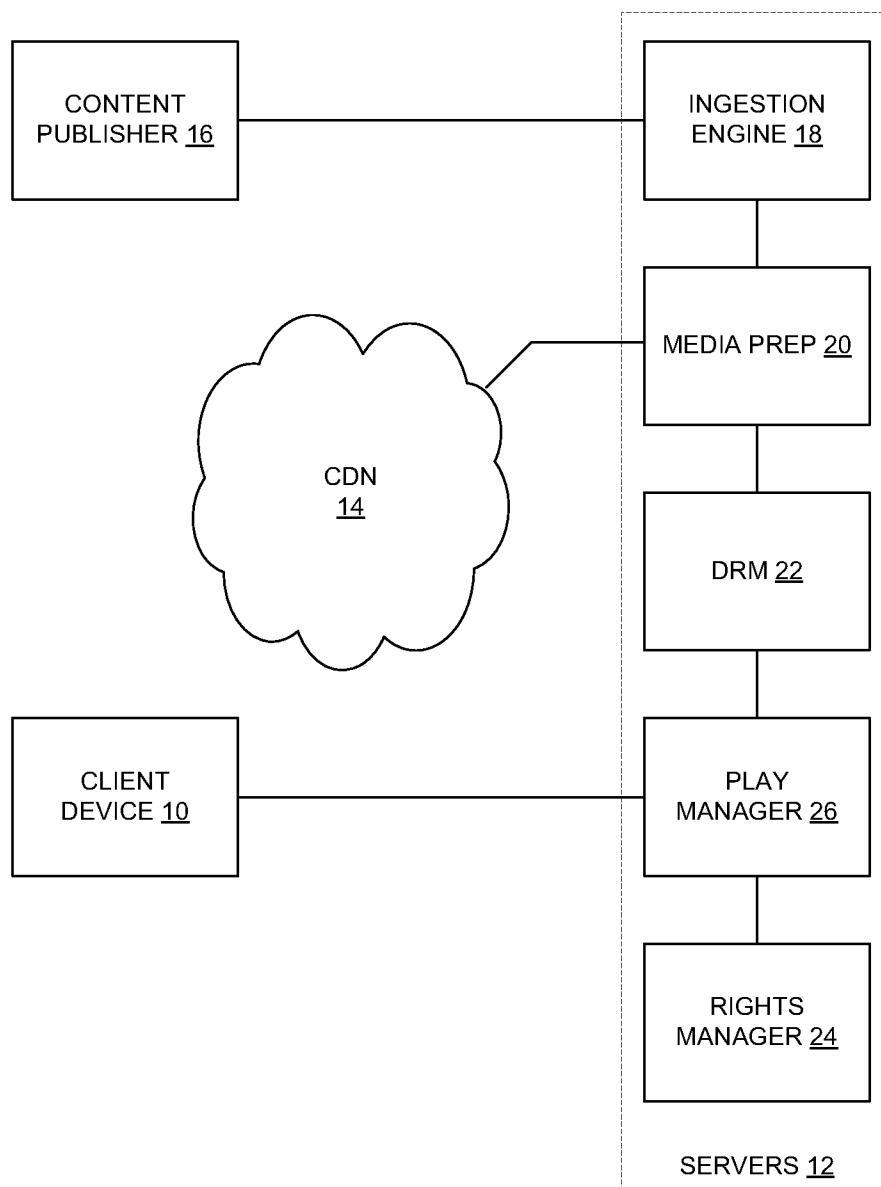 CONTENT
PUBLISHER 16
INGESTION
ENGINE 18
MEDIA PREP 20
CDN
14
DRM 22
CLIENT
DEVICE 10
PLAY
MANAGER 26
RIGHTS
MANAGER 24
SERVERS 12